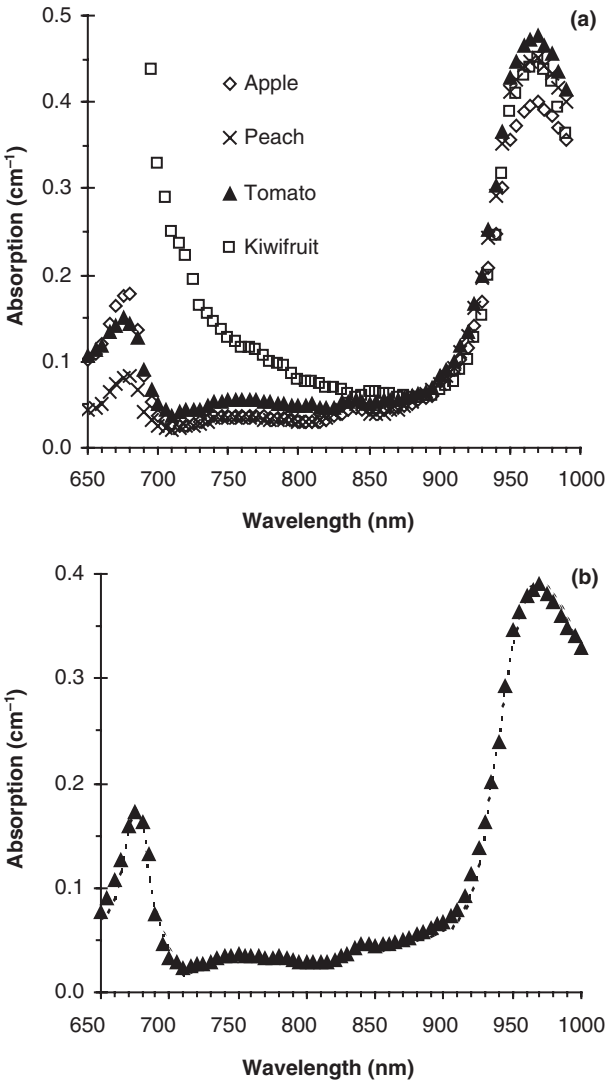 (a)
0.5
0.4
0.3
0.2
0.1
0.0
Absorption (cm⁻¹)
Apple
Peach
Tomato
Kiwifruit
650 700 750 800 850 900 950 1000
Wavelength (nm)
(b)
0.4
0.3
0.2
0.1
0.0
Absorption (cm⁻¹)
650 700 750 800 850 900 950 1000
Wavelength (nm)